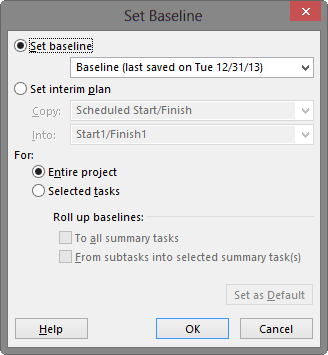 Set Baseline
Set baseline
Baseline (last saved on Tue 12/31/13)
Set interim plan
Copy: Scheduled Start/Finish
Into: Start1/Finish1
For:
Entire project
Selected tasks
Roll up baselines:
To all summary tasks
From subtasks into selected summary task(s)
Set as Default
Help OK Cancel